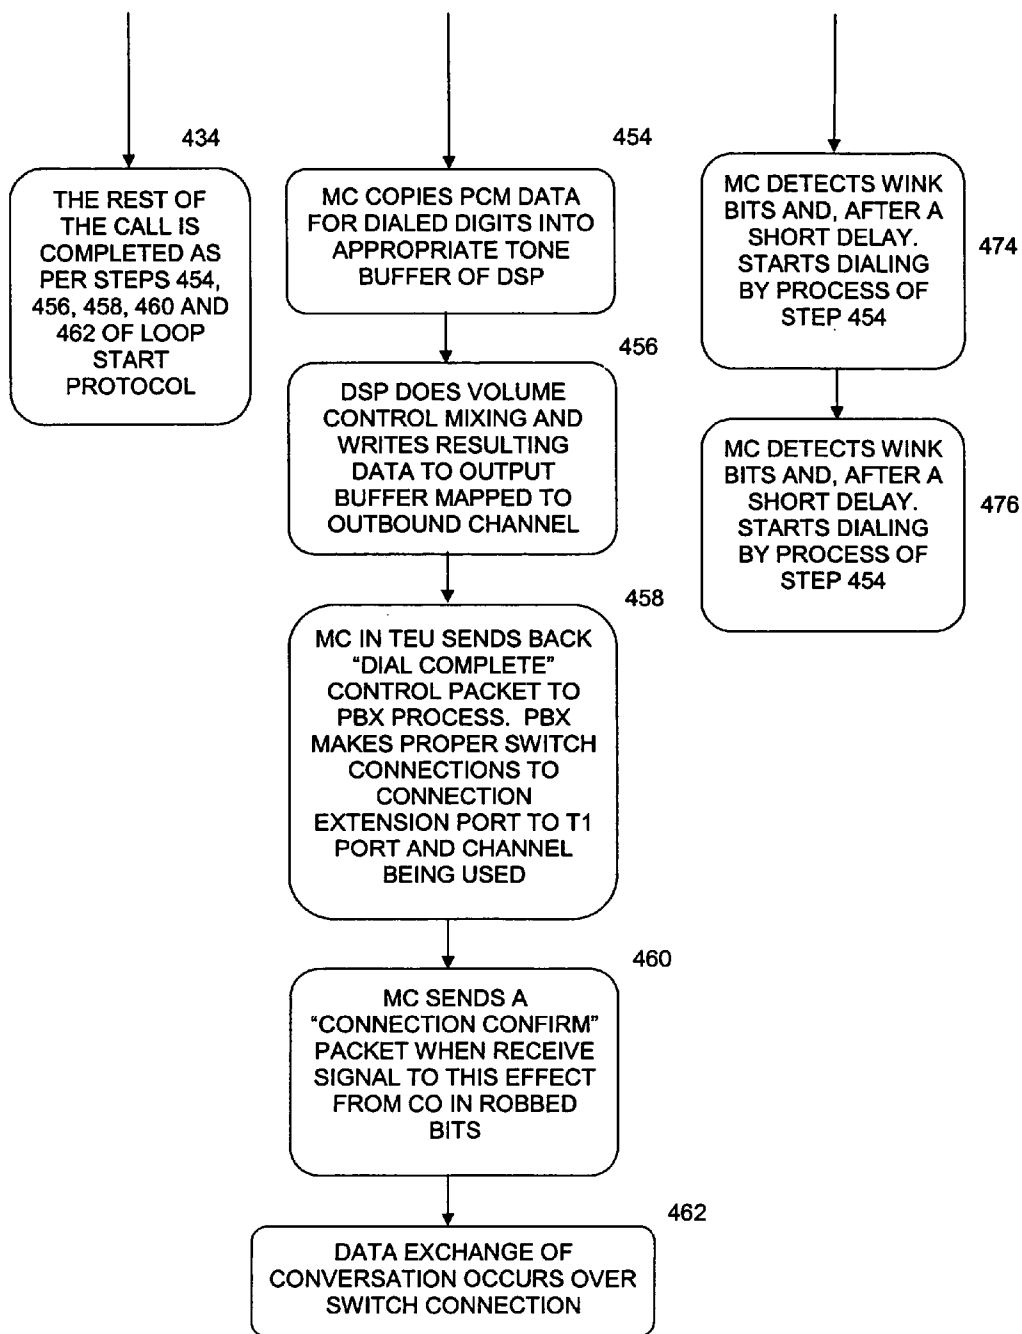 434
THE REST OF
THE CALL IS
COMPLETED AS
PER STEPS 454,
456, 458, 460 AND
462 OF LOOP
START
PROTOCOL
454
MC COPIES PCM DATA
FOR DIALED DIGITS INTO
APPROPRIATE TONE
BUFFER OF DSP
456
DSP DOES VOLUME
CONTROL MIXING AND
WRITES RESULTING
DATA TO OUTPUT
BUFFER MAPPED TO
OUTBOUND CHANNEL
458
MC IN TEU SENDS BACK
“DIAL COMPLETE”
CONTROL PACKET TO
PBX PROCESS. PBX
MAKES PROPER SWITCH
CONNECTIONS TO
CONNECTION
EXTENSION PORT TO T1
PORT AND CHANNEL
BEING USED
460
MC SENDS A
“CONNECTION CONFIRM”
PACKET WHEN RECEIVE
SIGNAL TO THIS EFFECT
FROM CO IN ROBBED
BITS
462
DATA EXCHANGE OF
CONVERSATION OCCURS OVER
SWITCH CONNECTION
MC DETECTS WINK
BITS AND, AFTER A
SHORT DELAY.
STARTS DIALING
BY PROCESS OF
STEP 454
474
MC DETECTS WINK
BITS AND, AFTER A
SHORT DELAY.
STARTS DIALING
BY PROCESS OF
STEP 454
476